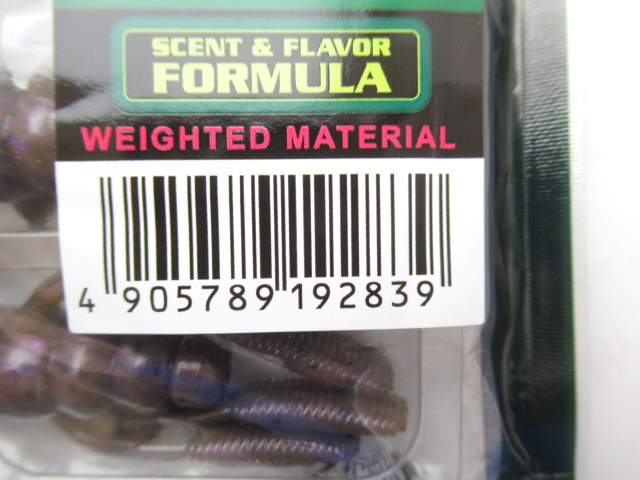 SCENT & FLAVOR
FORMULA
WEIGHTED MATERIAL
4 905789 192839